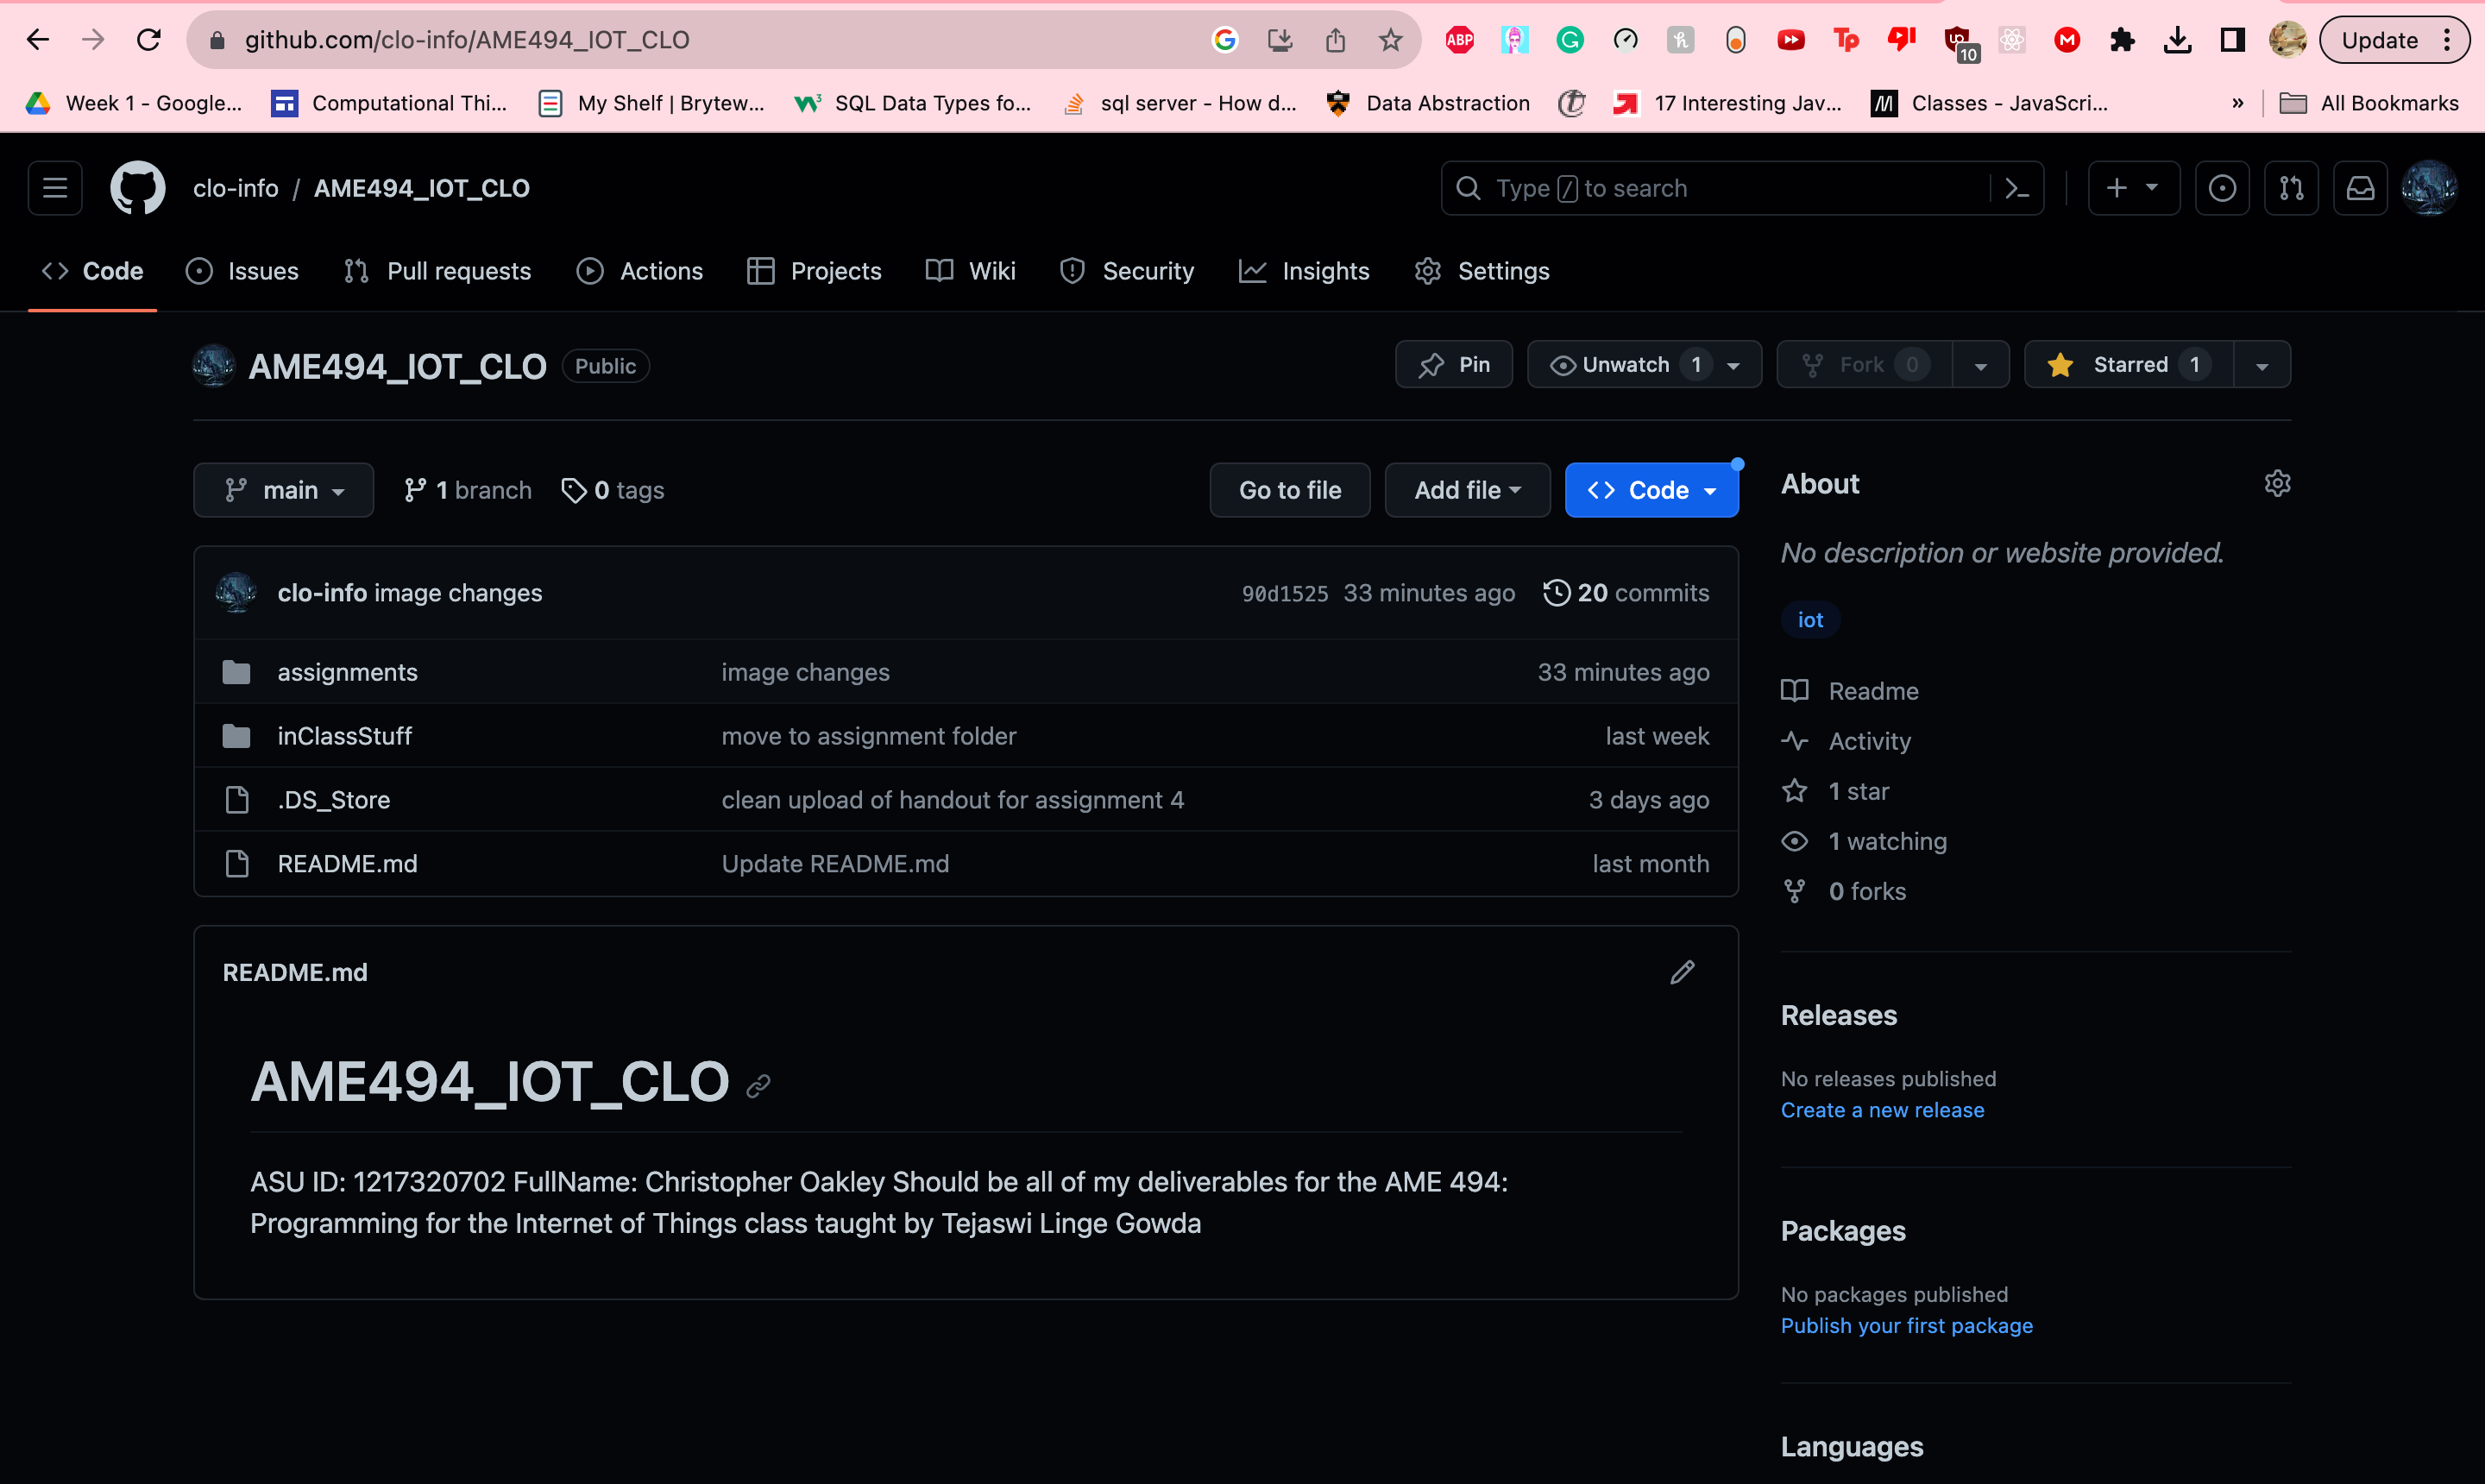 github.com/clo-info/AME494_IOT_CLO
ABP
Tp
10
Update
Week 1 - Google...
Computational Thi...
My Shelf | Brytew...
SQL Data Types fo...
sql server - How d...
Data Abstraction
17 Interesting Jav...
Classes - JavaScri...
»
All Bookmarks
clo-info / AME494_IOT_CLO
Type / to search
Code
Issues
Pull requests
Actions
Projects
Wiki
Security
Insights
Settings
AME494_IOT_CLO
Public
Pin
Unwatch 1
Fork 0
Starred 1
main
1 branch
0 tags
Go to file
Add file
Code
clo-info image changes
90d1525 33 minutes ago
20 commits
assignments
image changes
33 minutes ago
inClassStuff
move to assignment folder
last week
.DS_Store
clean upload of handout for assignment 4
3 days ago
README.md
Update README.md
last month
README.md
AME494_IOT_CLO
ASU ID: 1217320702 FullName: Christopher Oakley Should be all of my deliverables for the AME 494:
Programming for the Internet of Things class taught by Tejaswi Linge Gowda
About
No description or website provided.
iot
Readme
Activity
1 star
1 watching
0 forks
Releases
No releases published
Create a new release
Packages
No packages published
Publish your first package
Languages